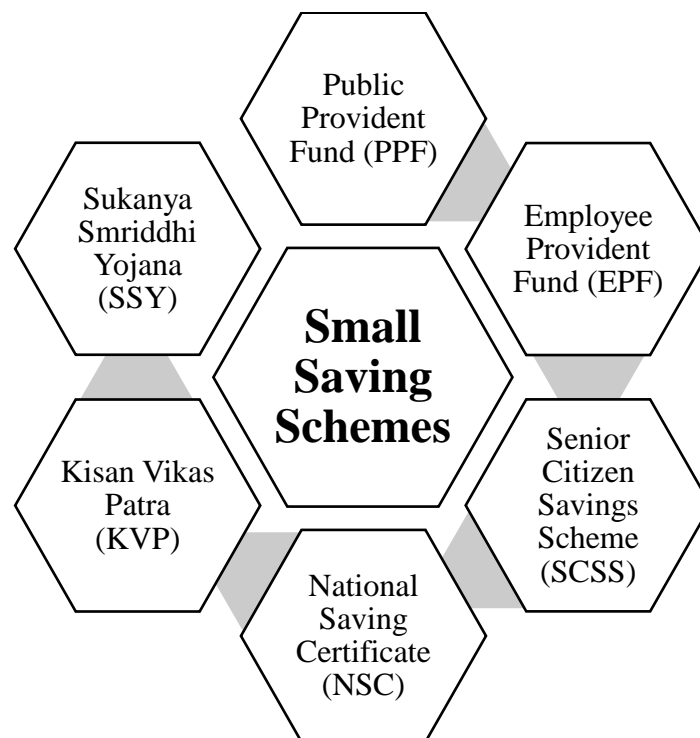 Public
Provident
Fund (PPF)
Employee
Provident
Fund (EPF)
Senior
Citizen
Savings
Scheme
(SCSS)
National
Saving
Certificate
(NSC)
Kisan Vikas
Patra
(KVP)
Sukanya
Smriddhi
Yojana
(SSY)
Small
Saving
Schemes